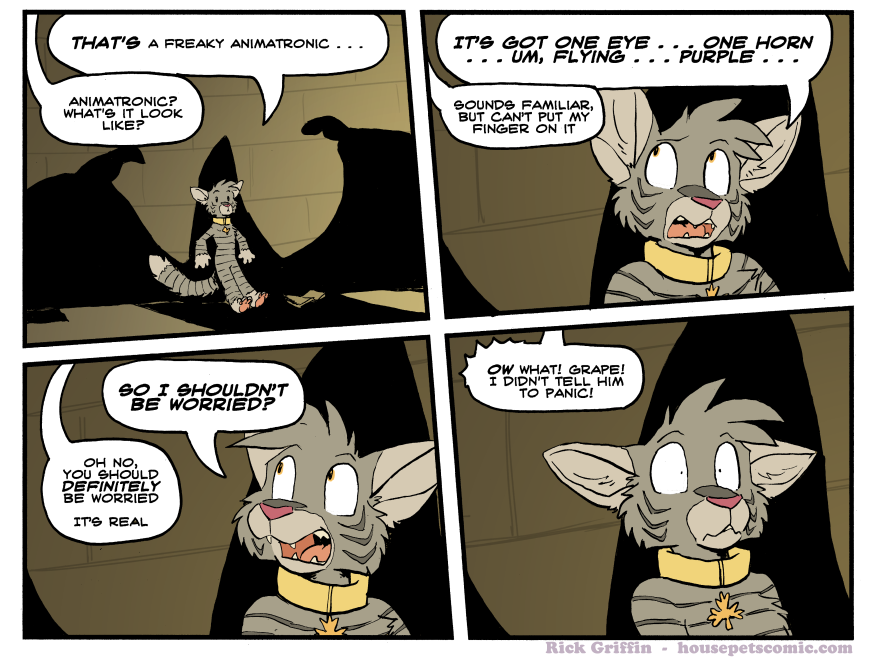 THAT'S A FREAKY ANIMATRONIC . . .
ANIMATRONIC?
WHAT'S IT LOOK
LIKE?
IT'S GOT ONE EYE . . . ONE HORN
. . . UM, FLYING . . . PURPLE . . .
SOUNDS FAMILIAR,
BUT CAN'T PUT MY
FINGER ON IT
SO I SHOULDN'T
BE WORRIED?
OH NO,
YOU SHOULD
DEFINITELY
BE WORRIED
IT'S REAL
OW WHAT! GRAPE!
I DIDN'T TELL HIM
TO PANIC!
Rick Griffin - housepetscomic.com